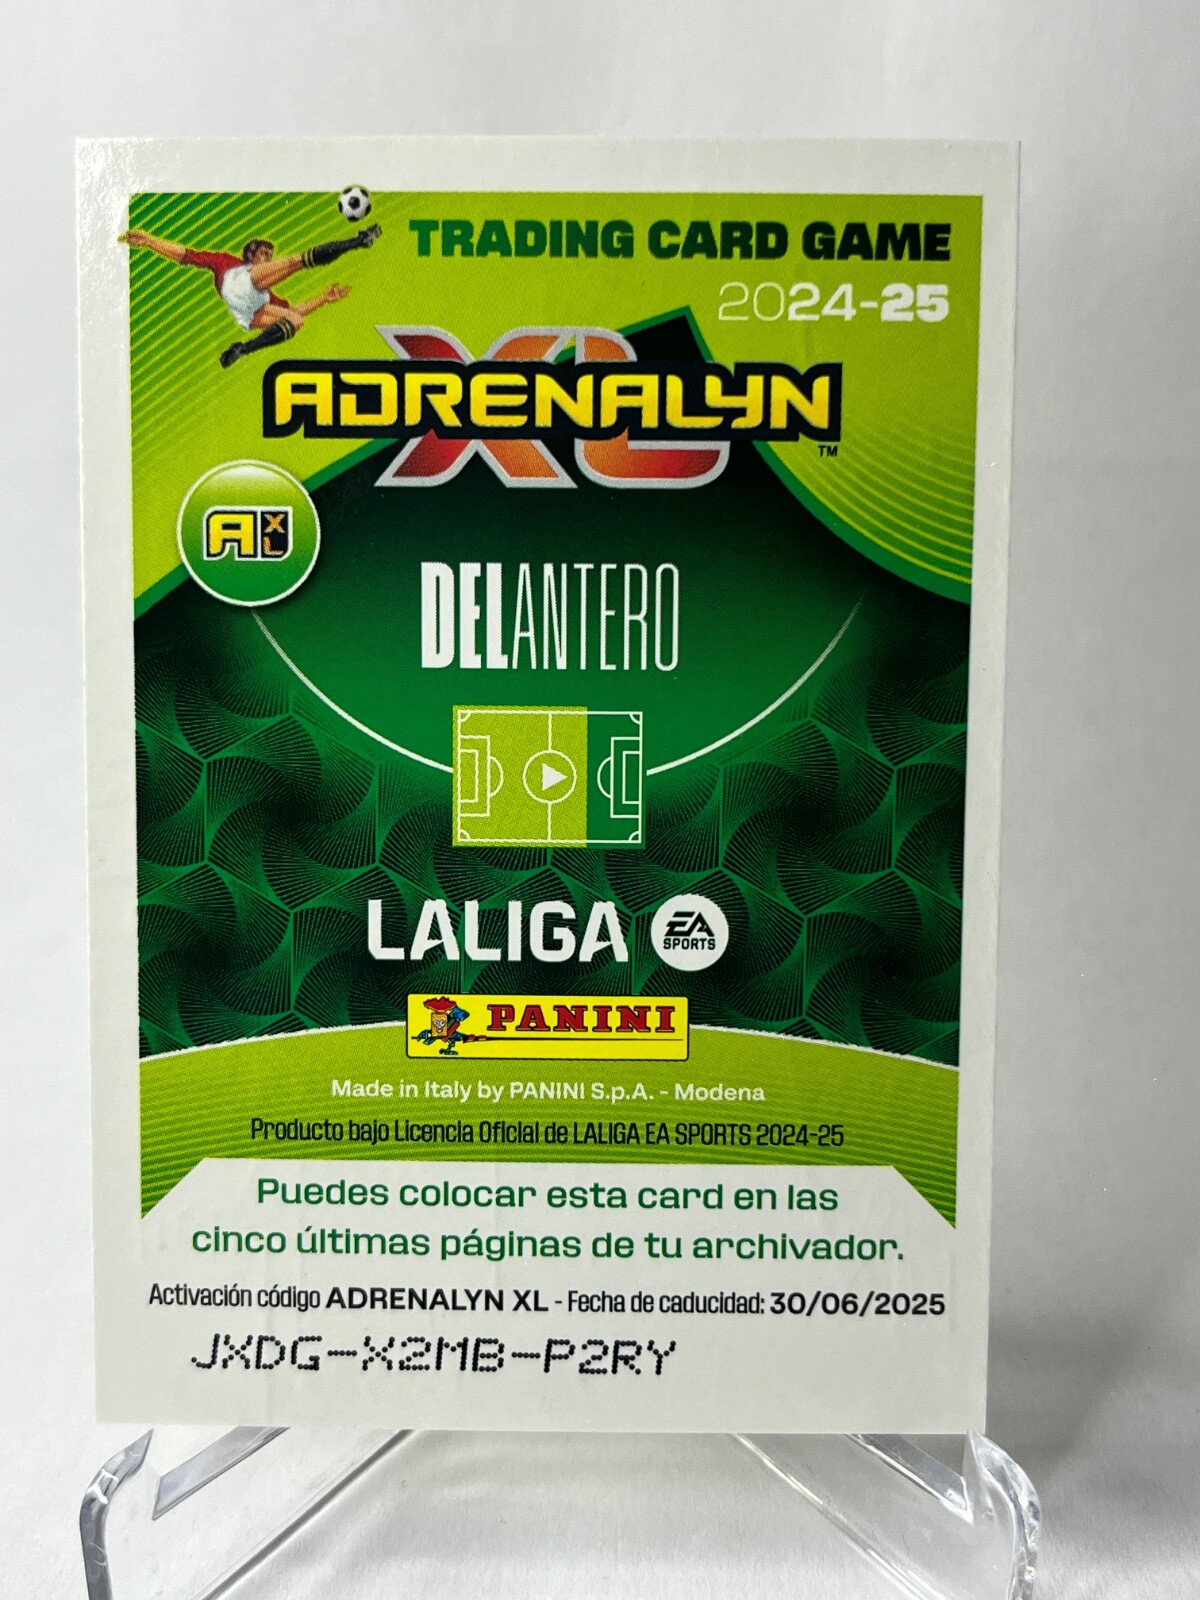 TRADING CARD GAME
2024-25
XL
ADRENALYN
TM
AXL
DELANTERO
LALIGA
EA
SPORTS
PANINI
Made in Italy by PANINI S.p.A. - Modena
Producto bajo Licencia Oficial de LALIGA EA SPORTS 2024-25
Puedes colocar esta card en las
cinco últimas páginas de tu archivador.
Activación código ADRENALYN XL - Fecha de caducidad: 30/06/2025
JXDG-X2MB-P2RY